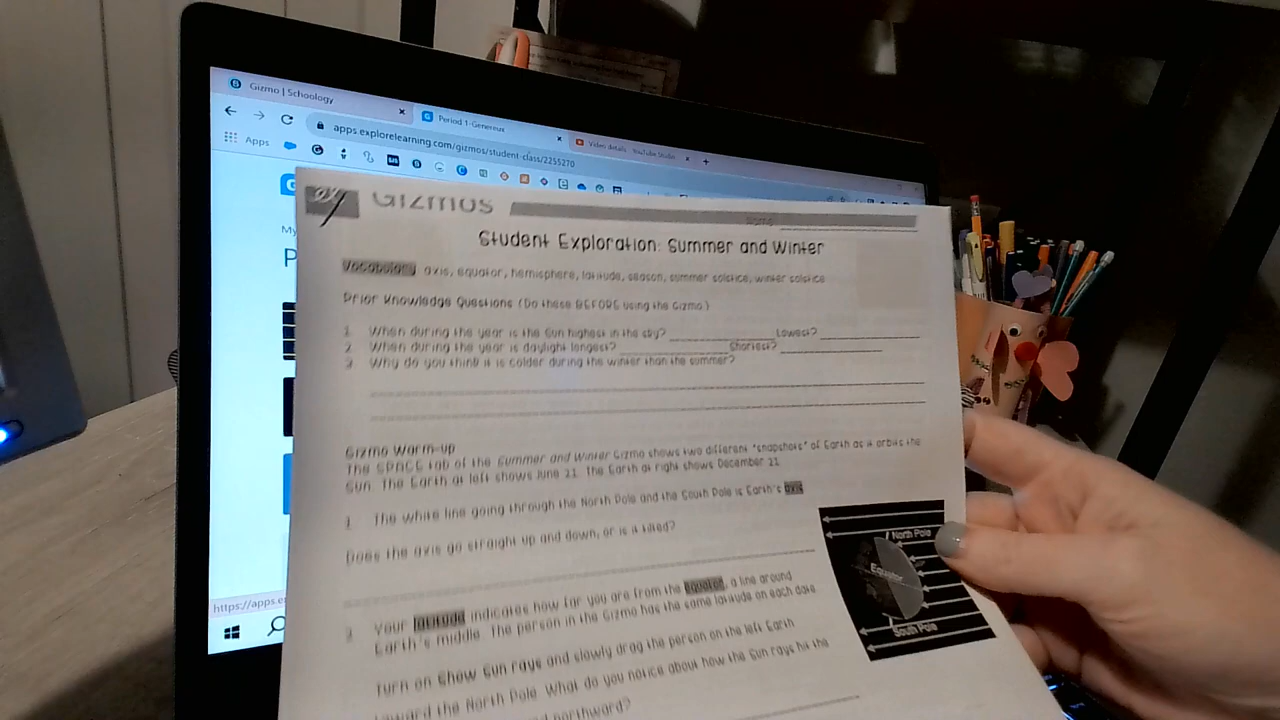 Gizmo | Schoology
Period 1-Genereux
Video details - YouTube Studio
apps.explorelearning.com/gizmos/student-class/2255270
Apps
My
P
Gizmos
Name
Student Exploration: Summer and Winter
Vocabulary: axis, equator, hemisphere, latitude, season, summer solstice, winter solstice
Prior Knowledge Questions (Do these BEFORE using the Gizmo.)
1. When during the year is the Sun highest in the sky? Lowest?
2. When during the year is daylight longest? Shortest?
3. Why do you think it is colder during the winter than the summer?
Gizmo Warm-up
The SPACE tab of the Summer and Winter Gizmo shows two different "snapshots" of Earth as it orbits the
Sun. The Earth at left shows June 21. The Earth at right shows December 21.
1. The white line going through the North Pole and the South Pole is Earth's axis
Does the axis go straight up and down, or is it tilted?
North Pole
Equator
South Pole
2. Your latitude indicates how far you are from the equator, a line around
Earth's middle. The person in the Gizmo has the same latitude on each date.
Turn on Show Sun rays and slowly drag the person on the left Earth
toward the North Pole. What do you notice about how the Sun rays hit the
northward?
https://apps.e